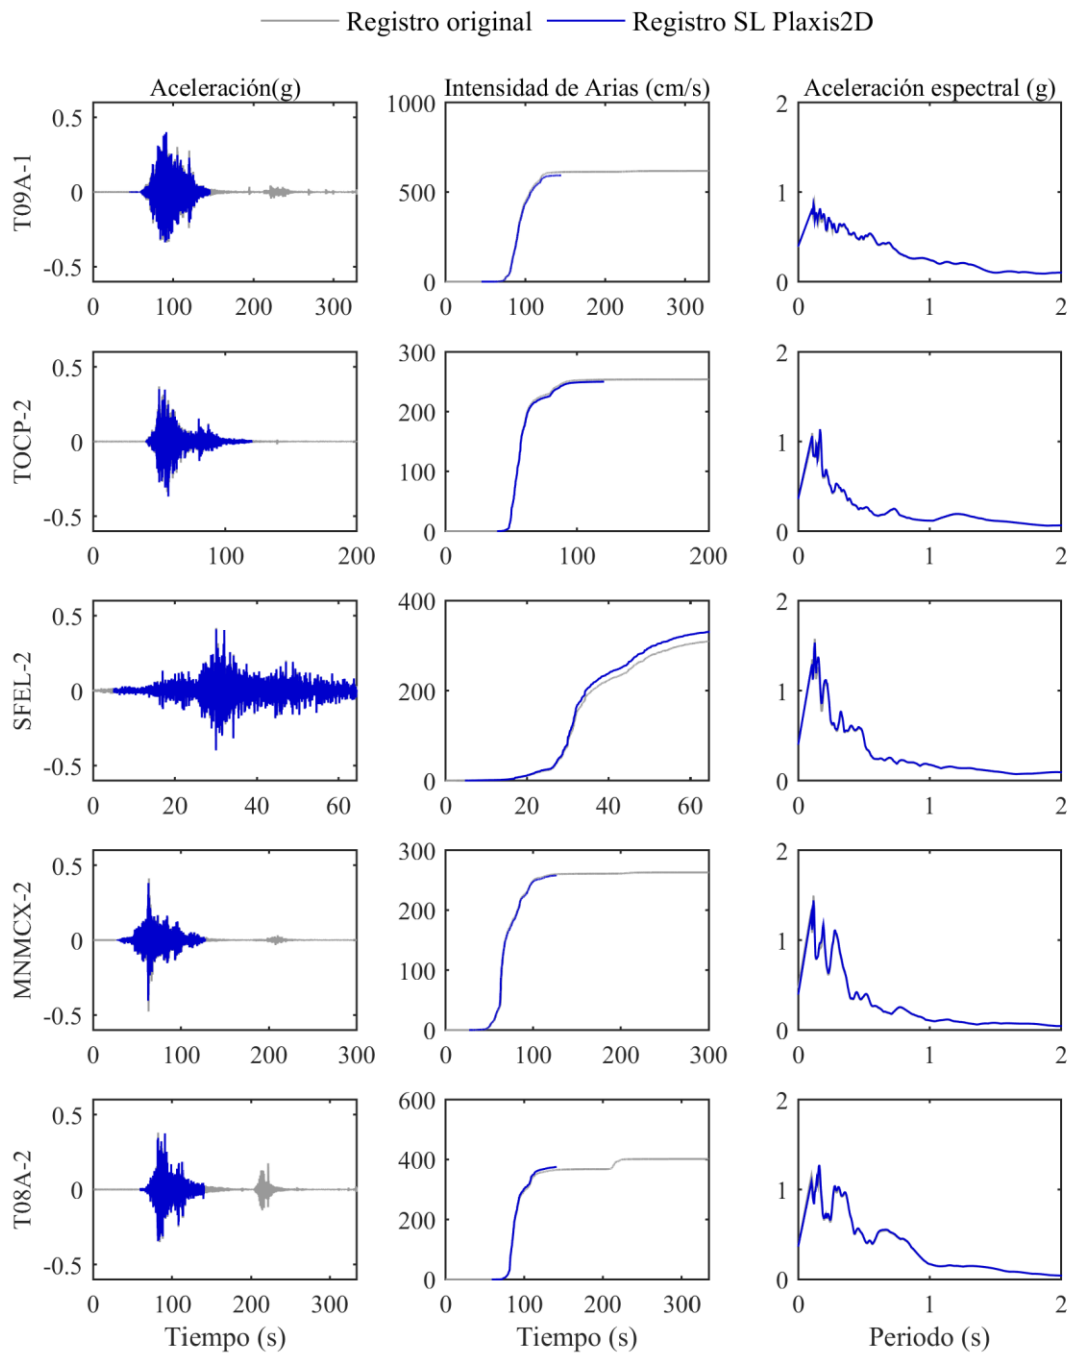 Registro original Registro SL Plaxis2D
Aceleración(g) Intensidad de Arias (cm/s) Aceleración espectral (g)
T09A-1
0.5
0
-0.5
0 100 200 300
1000
500
0
0 100 200 300
2
1
0
0 1 2
TOCP-2
0.5
0
-0.5
0 100 200
300
200
100
0
0 100 200
2
1
0
0 1 2
SFEL-2
0.5
0
-0.5
0 20 40 60
400
200
0
0 20 40 60
2
1
0
0 1 2
MNMCX-2
0.5
0
-0.5
0 100 200 300
300
200
100
0
0 100 200 300
2
1
0
0 1 2
T08A-2
0.5
0
-0.5
0 100 200 300
600
400
200
0
0 100 200 300
2
1
0
0 1 2
Tiempo (s) Tiempo (s) Periodo (s)